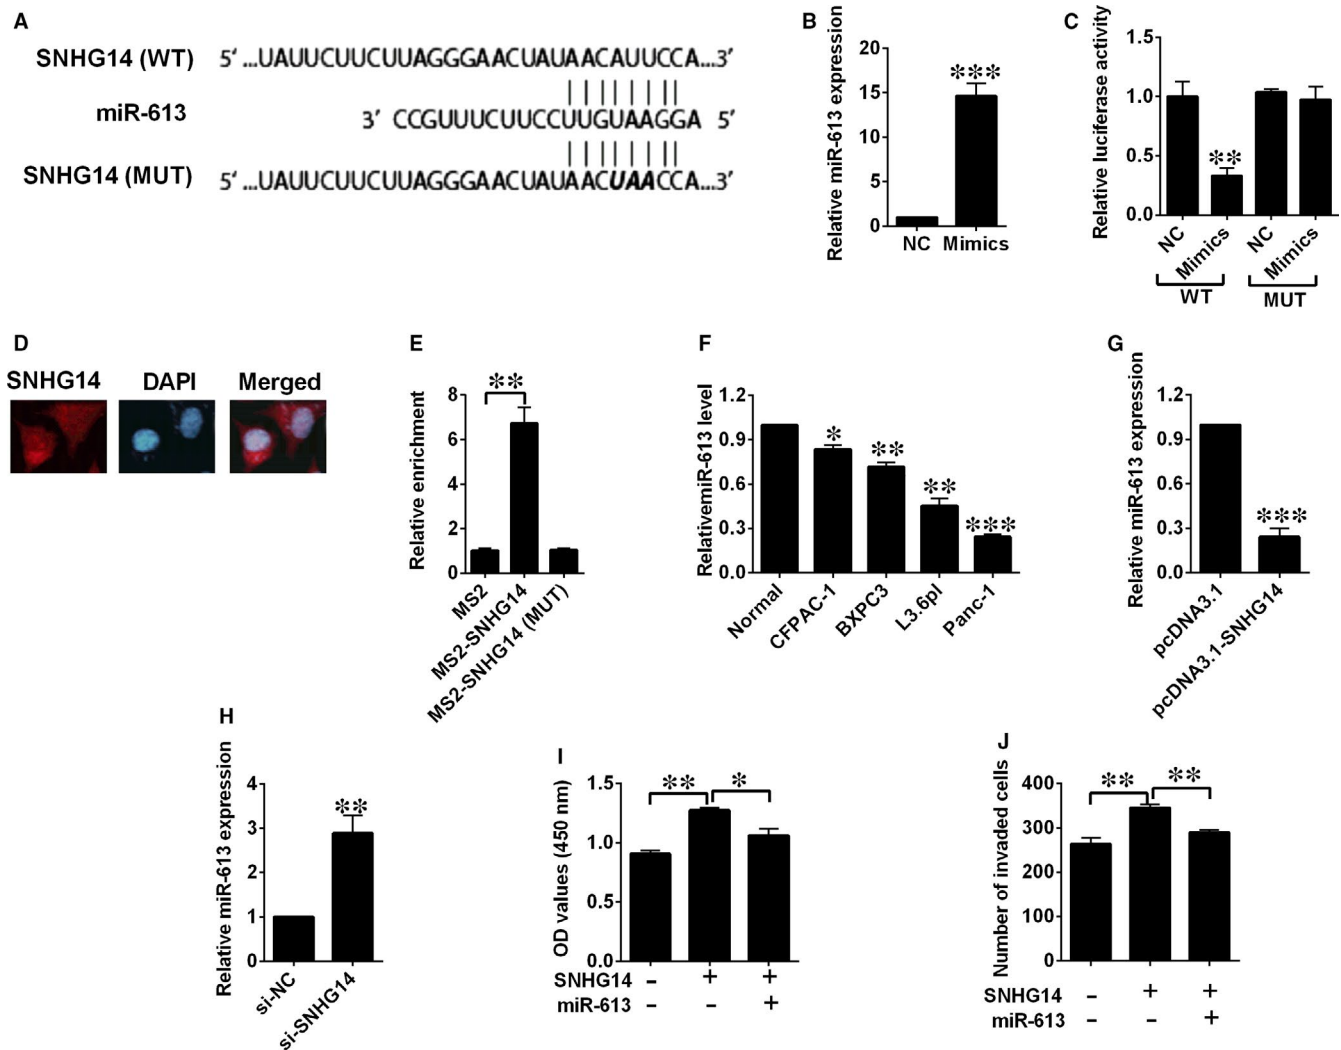 A
SNHG14 (WT) 5′ ...UAUUCUUCUUAGGGAACUAUAACAUUCCA...3′
miR-613 3′ CCGUUUCUUCCUUGUAAGGA 5′
SNHG14 (MUT) 5′ ...UAUUCUUCUUAGGGAACUAUAACUAACCA...3′
B
Relative miR-613 expression
20
15
10
5
0
***
NC Mimics
C
Relative luciferase activity
1.5
1.0
0.5
0.0
**
NC Mimics NC Mimics
WT MUT
D
SNHG14 DAPI Merged
E
Relative enrichment
8
6
4
2
0
**
MS2
MS2-SNHG14
MS2-SNHG14 (MUT)
F
RelativemiR-613 level
1.2
0.9
0.6
0.3
0.0
* ** ** ***
Normal
CFPAC-1
BXPC3
L3.6pl
Panc-1
G
Relative miR-613 expression
1.2
0.9
0.6
0.3
0.0
***
pcDNA3.1
pcDNA3.1-SNHG14
H
Relative miR-613 expression
4
3
2
1
0
**
si-NC
si-SNHG14
I
OD values (450 nm)
1.5
1.0
0.5
0.0
** *
SNHG14 – + +
miR-613 – – +
J
Number of invaded cells
400
300
200
100
0
** **
SNHG14 – + +
miR-613 – – +